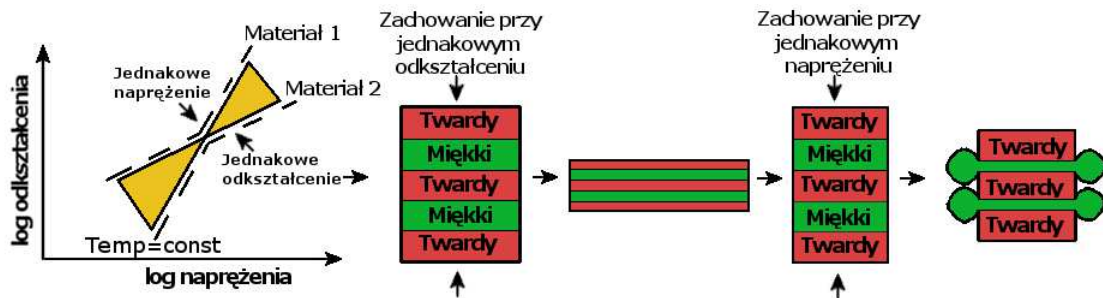 log odkształcenia
Materiał 1
Jednakowe
naprężenie
Materiał 2
Jednakowe
odkształcenie
Temp=const
log naprężenia
Zachowanie przy
jednakowym
odkształceniu
Twardy
Miękki
Twardy
Miękki
Twardy
Zachowanie przy
jednakowym
naprężeniu
Twardy
Miękki
Twardy
Miękki
Twardy
Twardy
Twardy
Twardy